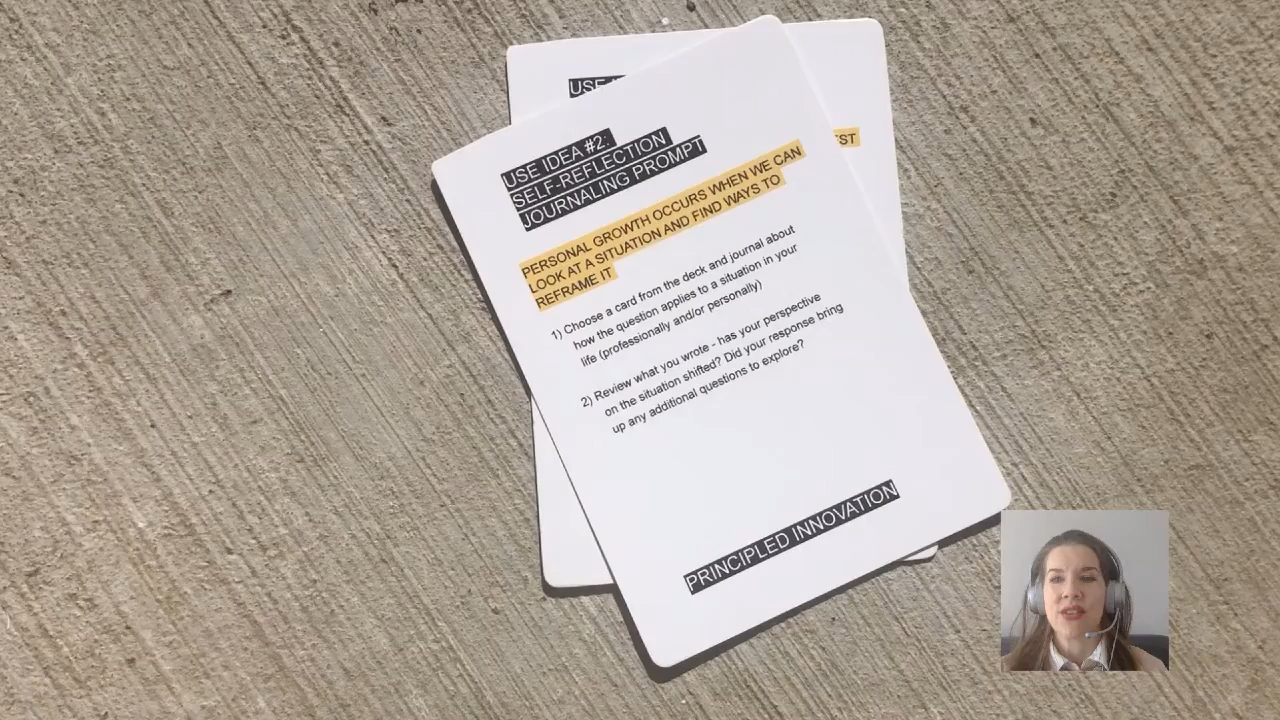 USE
ST
USE IDEA #2:
SELF-REFLECTION
JOURNALING PROMPT
PERSONAL GROWTH OCCURS WHEN WE CAN
LOOK AT A SITUATION AND FIND WAYS TO
REFRAME IT
1) Choose a card from the deck and journal about
how the question applies to a situation in your
life (professionally and/or personally)
2) Review what you wrote - has your perspective
on the situation shifted? Did your response bring
up any additional questions to explore?
PRINCIPLED INNOVATION